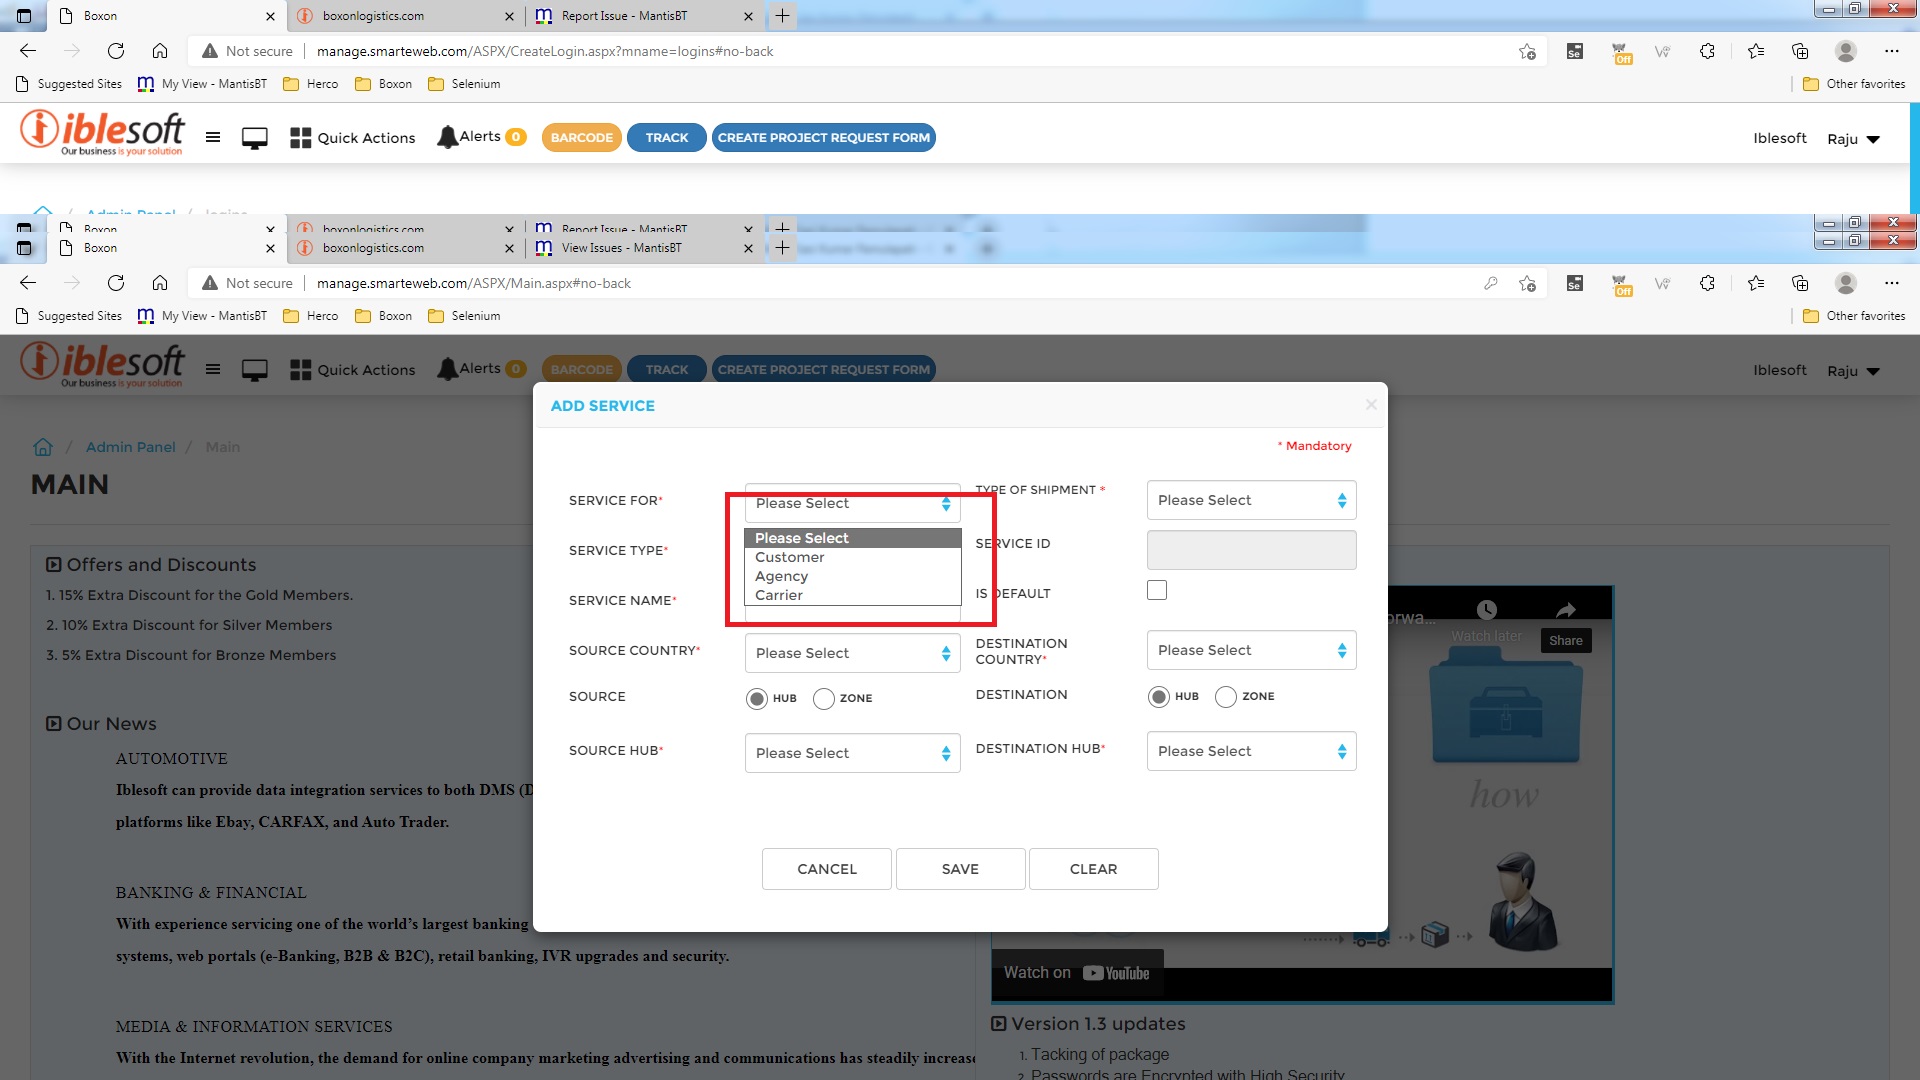 Boxon
boxonlogistics.com
Report Issue - MantisBT
Not secure
manage.smarteweb.com/ASPX/CreateLogin.aspx?mname=logins#no-back
Suggested Sites
My View - MantisBT
Herco
Boxon
Selenium
Other favorites
iblesoft
Our business is your solution
Quick Actions
Alerts 0
BARCODE
TRACK
CREATE PROJECT REQUEST FORM
Iblesoft
Raju
/ Admin Panel / logins
Boxon
boxonlogistics.com
Report Issue - MantisBT
Boxon
boxonlogistics.com
View Issues - MantisBT
Not secure
manage.smarteweb.com/ASPX/Main.aspx#no-back
Suggested Sites
My View - MantisBT
Herco
Boxon
Selenium
Other favorites
iblesoft
Our business is your solution
Quick Actions
Alerts 0
BARCODE
TRACK
CREATE PROJECT REQUEST FORM
Iblesoft
Raju
/ Admin Panel / Main
MAIN
Offers and Discounts
1. 15% Extra Discount for the Gold Members.
2. 10% Extra Discount for Silver Members
3. 5% Extra Discount for Bronze Members
Our News
AUTOMOTIVE
Iblesoft can provide data integration services to both DMS (D
platforms like Ebay, CARFAX, and Auto Trader.
BANKING & FINANCIAL
With experience servicing one of the world's largest banking
systems, web portals (e-Banking, B2B & B2C), retail banking, IVR upgrades and security.
MEDIA & INFORMATION SERVICES
With the Internet revolution, the demand for online company marketing advertising and communications has steadily increase
ADD SERVICE
* Mandatory
SERVICE FOR*
Please Select
TYPE OF SHIPMENT *
Please Select
Please Select
Customer
Agency
Carrier
SERVICE TYPE*
SERVICE ID
SERVICE NAME*
IS DEFAULT
SOURCE COUNTRY*
Please Select
DESTINATION
COUNTRY*
Please Select
SOURCE
HUB
ZONE
DESTINATION
HUB
ZONE
SOURCE HUB*
Please Select
DESTINATION HUB*
Please Select
CANCEL
SAVE
CLEAR
orwa...
Watch later
Share
how
Watch on YouTube
Version 1.3 updates
1. Tacking of package
2. Passwords are Encrypted with High Security